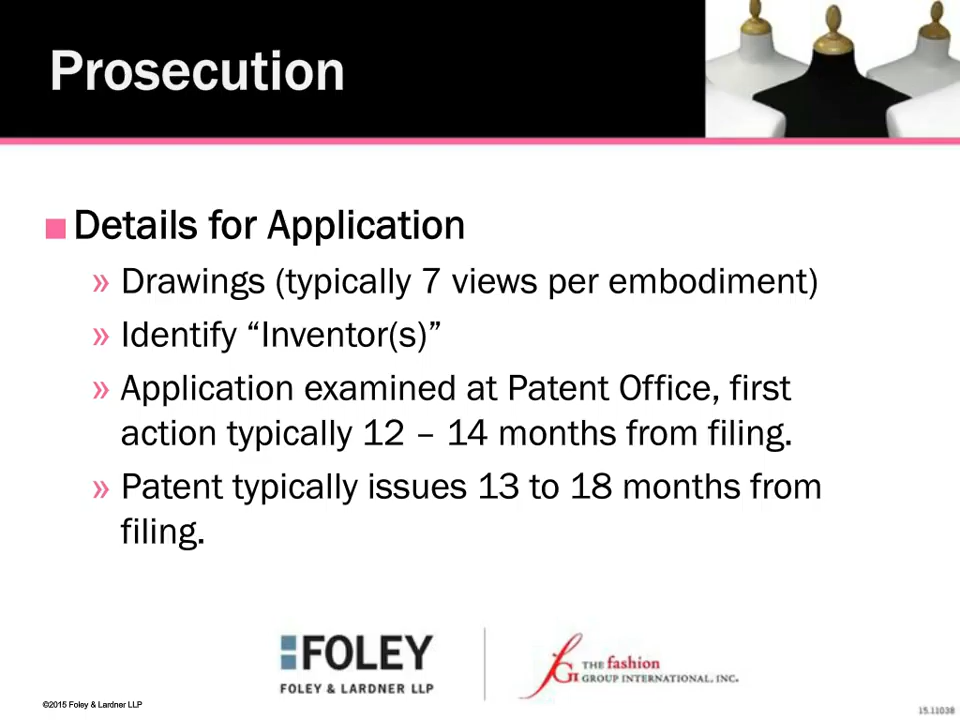 Prosecution
■ Details for Application
» Drawings (typically 7 views per embodiment)
» Identify “Inventor(s)”
» Application examined at Patent Office, first
action typically 12 – 14 months from filing.
» Patent typically issues 13 to 18 months from
filing.
FOLEY
FOLEY & LARDNER LLP
fGI THE fashion
GROUP INTERNATIONAL, INC.
©2015 Foley & Lardner LLP
15.11038